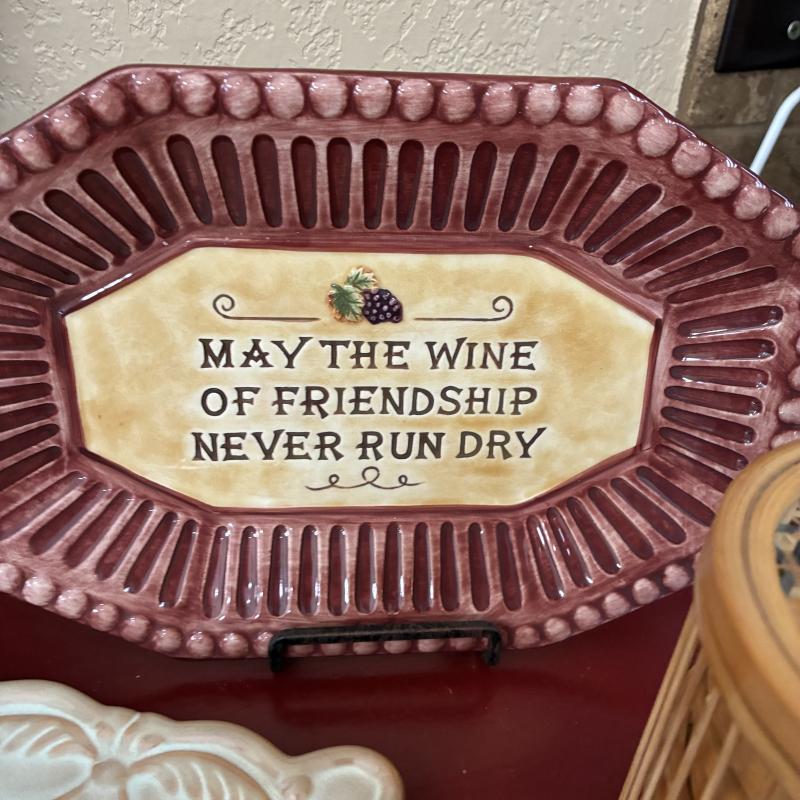 MAY THE WINE
OF FRIENDSHIP
NEVER RUN DRY